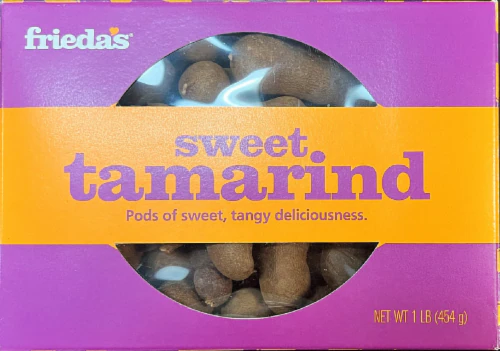 frieda's®
sweet
tamarind
Pods of sweet, tangy deliciousness.
NET WT 1 LB (454 g)